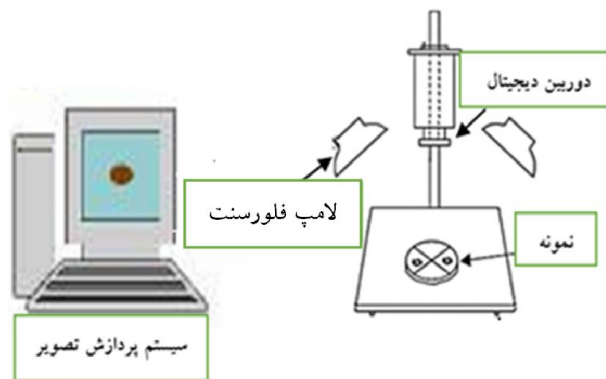 دوربین دیجیتال
لامپ فلورسنت
نمونه
سیستم پردازش تصویر